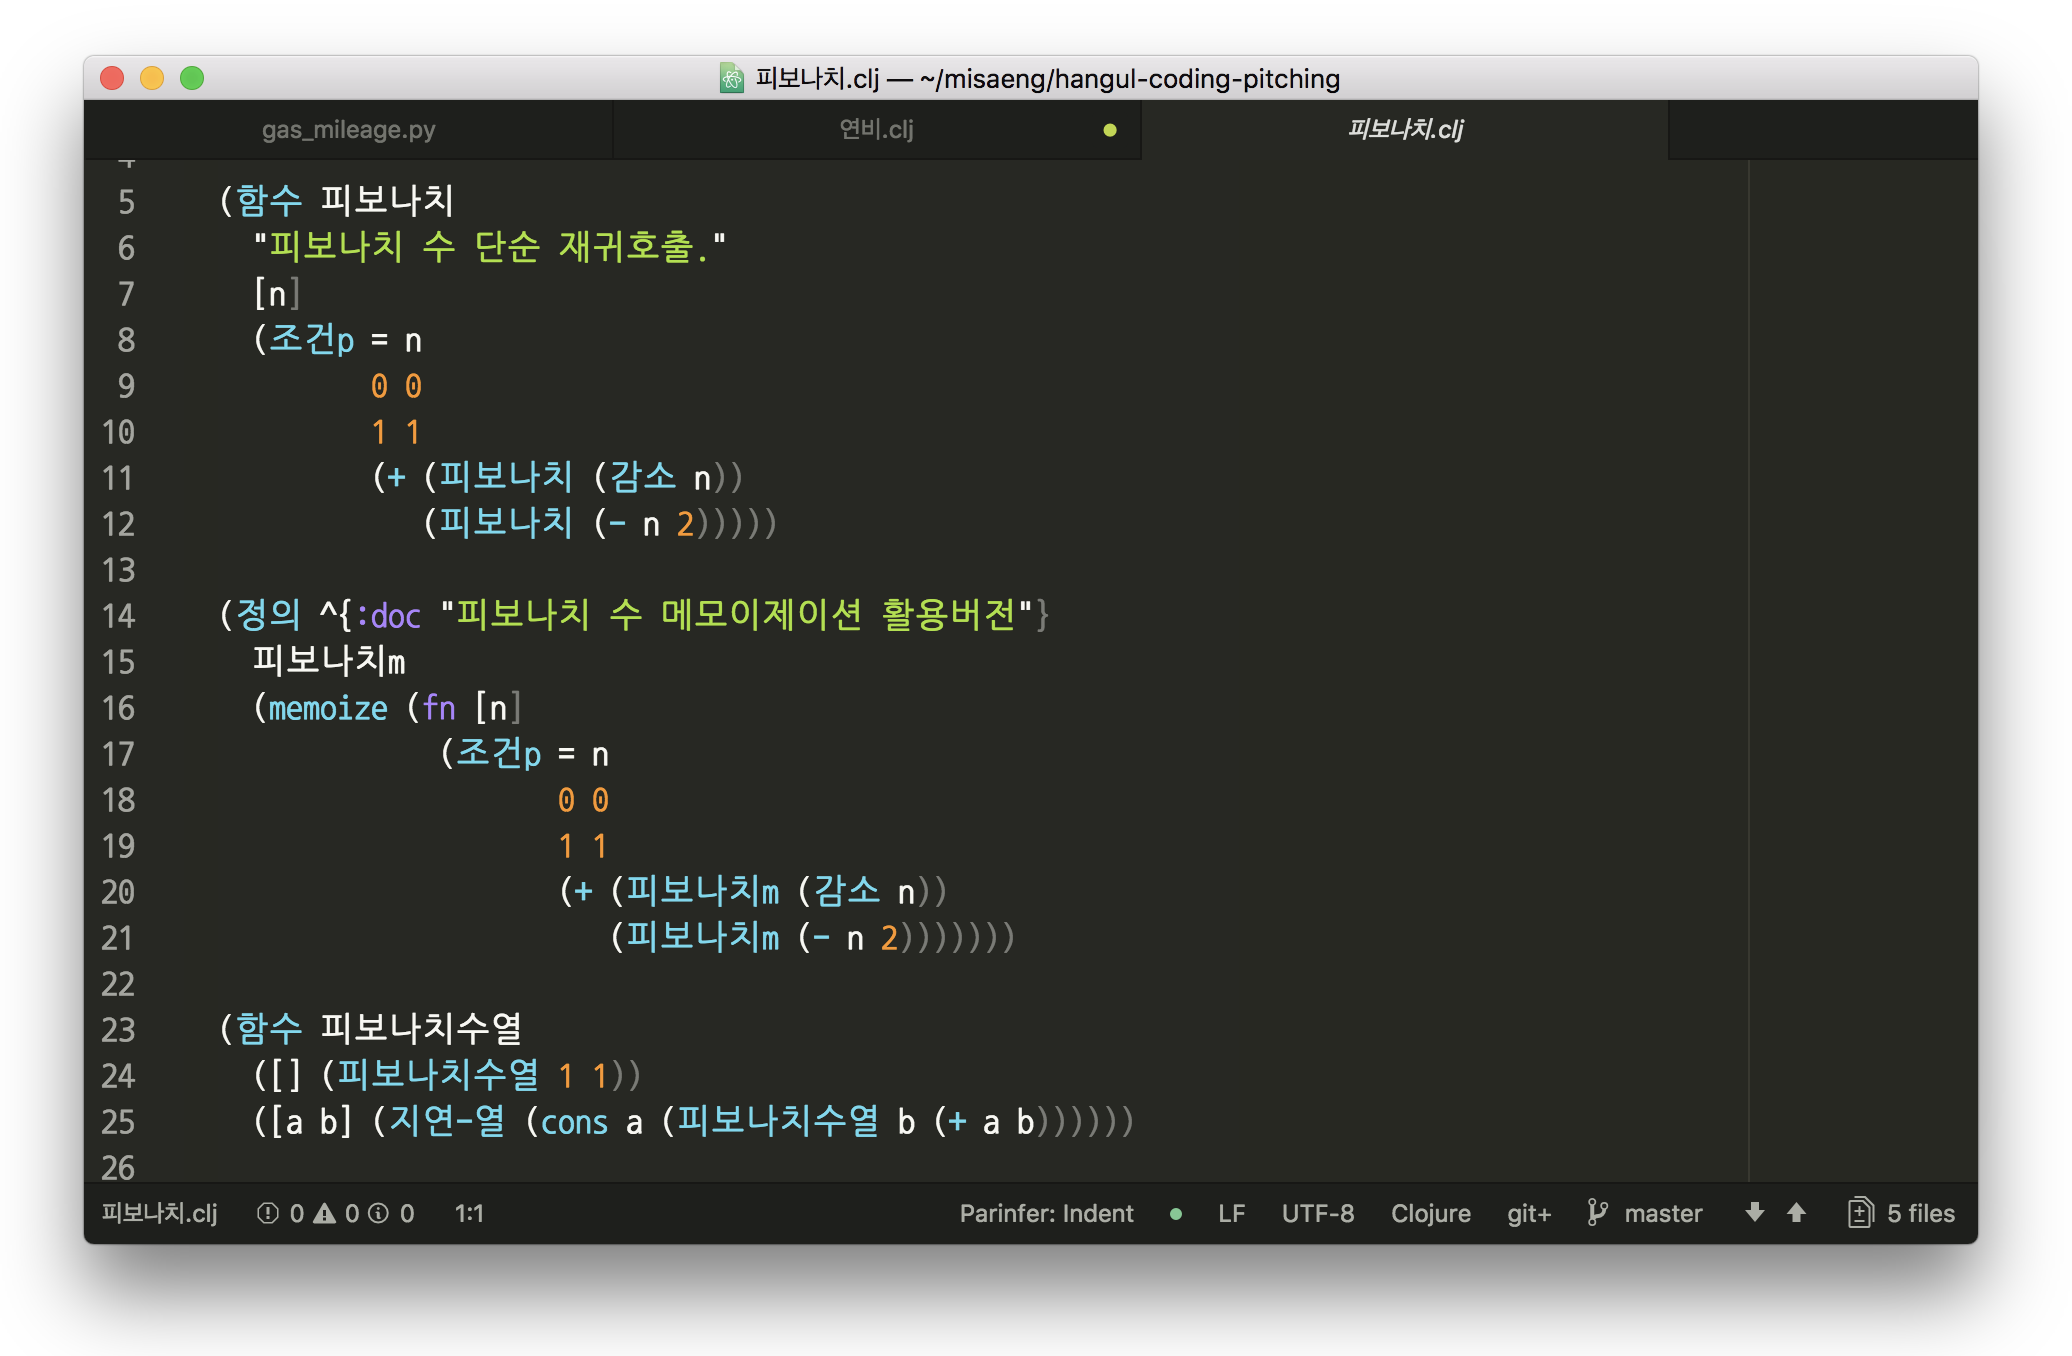 피보나치.clj — ~/misaeng/hangul-coding-pitching
gas_mileage.py 연비.clj 피보나치.clj
4
5 (함수 피보나치
6 "피보나치 수 단순 재귀호출."
7 [n]
8 (조건p = n
9 0 0
10 1 1
11 (+ (피보나치 (감소 n))
12 (피보나치 (- n 2)))))
13
14 (정의 ^{:doc "피보나치 수 메모이제이션 활용버전"}
15 피보나치m
16 (memoize (fn [n]
17 (조건p = n
18 0 0
19 1 1
20 (+ (피보나치m (감소 n))
21 (피보나치m (- n 2)))))))
22
23 (함수 피보나치수열
24 ([] (피보나치수열 1 1))
25 ([a b] (지연-열 (cons a (피보나치수열 b (+ a b))))))
26
피보나치.clj 0 0 0 1:1 Parinfer: Indent LF UTF-8 Clojure git+ master 5 files